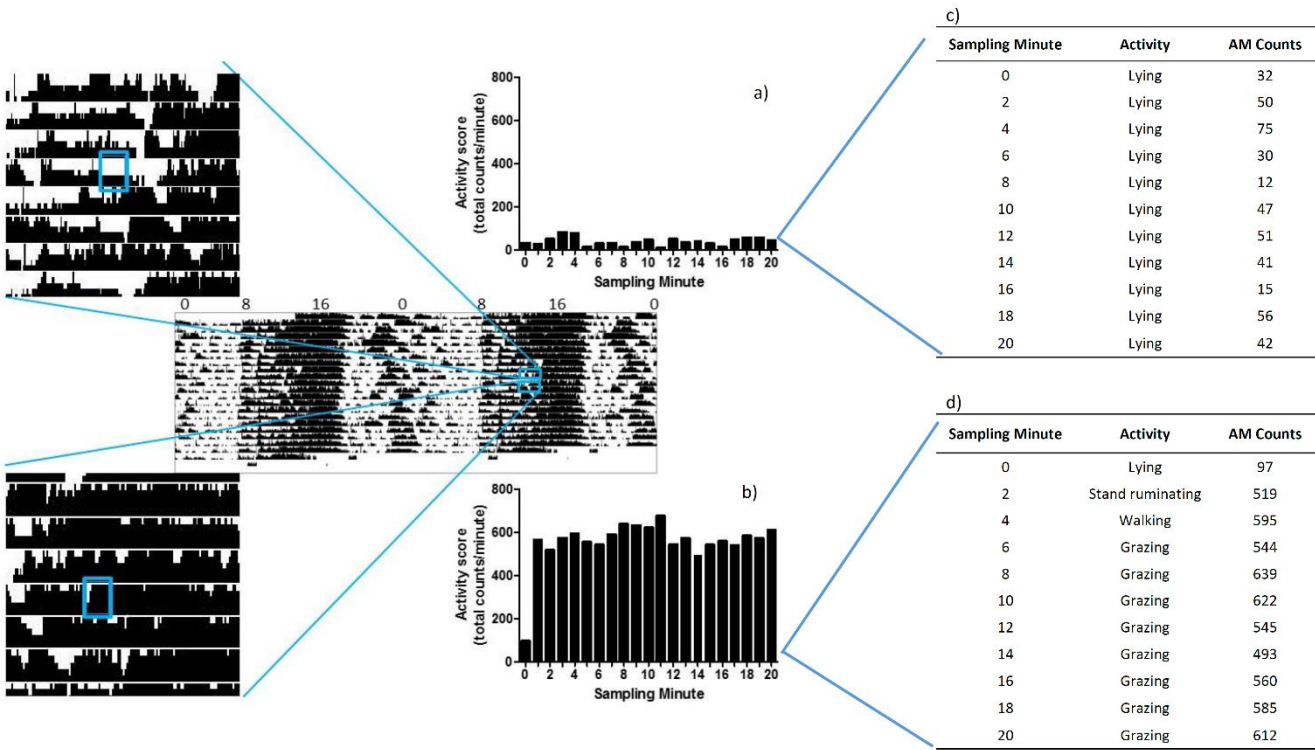 a)
800
600
400
200
0
Activity score
(total counts/minute)
0 2 4 6 8 10 12 14 16 18 20
Sampling Minute
c)
Sampling Minute Activity AM Counts
0 Lying 32
2 Lying 50
4 Lying 75
6 Lying 30
8 Lying 12
10 Lying 47
12 Lying 51
14 Lying 41
16 Lying 15
18 Lying 56
20 Lying 42
0 8 16 0 8 16 0
b)
800
600
400
200
0
Activity score
(total counts/minute)
0 2 4 6 8 10 12 14 16 18 20
Sampling Minute
d)
Sampling Minute Activity AM Counts
0 Lying 97
2 Stand ruminating 519
4 Walking 595
6 Grazing 544
8 Grazing 639
10 Grazing 622
12 Grazing 545
14 Grazing 493
16 Grazing 560
18 Grazing 585
20 Grazing 612